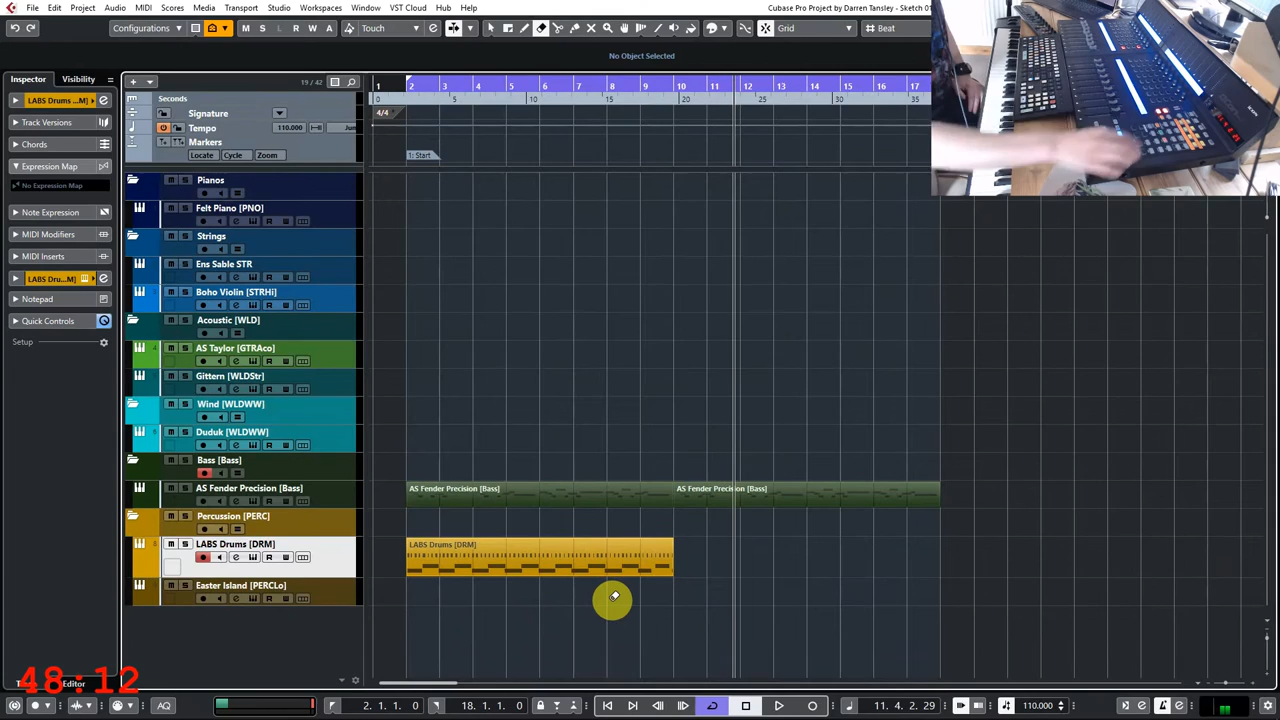 File Edit Project Audio MIDI Scores Media Transport Studio Workspaces Window VST Cloud Hub Help
Cubase Pro Project by Darren Tansley - Sketch 01
Configurations M S L R W A Touch Grid Beat
No Object Selected
Inspector Visibility
LABS Drums ...M]
Track Versions
Chords
Expression Map
No Expression Map
Note Expression
MIDI Modifiers
MIDI Inserts
LABS Dru...M]
Notepad
Quick Controls
Setup
Editor
48:12
19 / 42
1 2 3 4 5 6 7 8 9 10 11 12 13 14 15 16 17
Seconds
0 5 10 15 20 25 30 35
Signature
4/4
Tempo 110.000
Markers
Locate Cycle Zoom
1: Start
Pianos
Felt Piano [PNO]
Strings
Ens Sable STR
Boho Violin [STRHi]
Acoustic [WLD]
AS Taylor [GTRAco]
Gittern [WLDStr]
Wind [WLDWW]
Duduk [WLDWW]
Bass [Bass]
AS Fender Precision [Bass]
AS Fender Precision [Bass] AS Fender Precision [Bass]
Percussion [PERC]
LABS Drums [DRM]
LABS Drums [DRM]
Easter Island [PERCLo]
AQ 2. 1. 1. 0 18. 1. 1. 0 11. 4. 2. 29 110.000